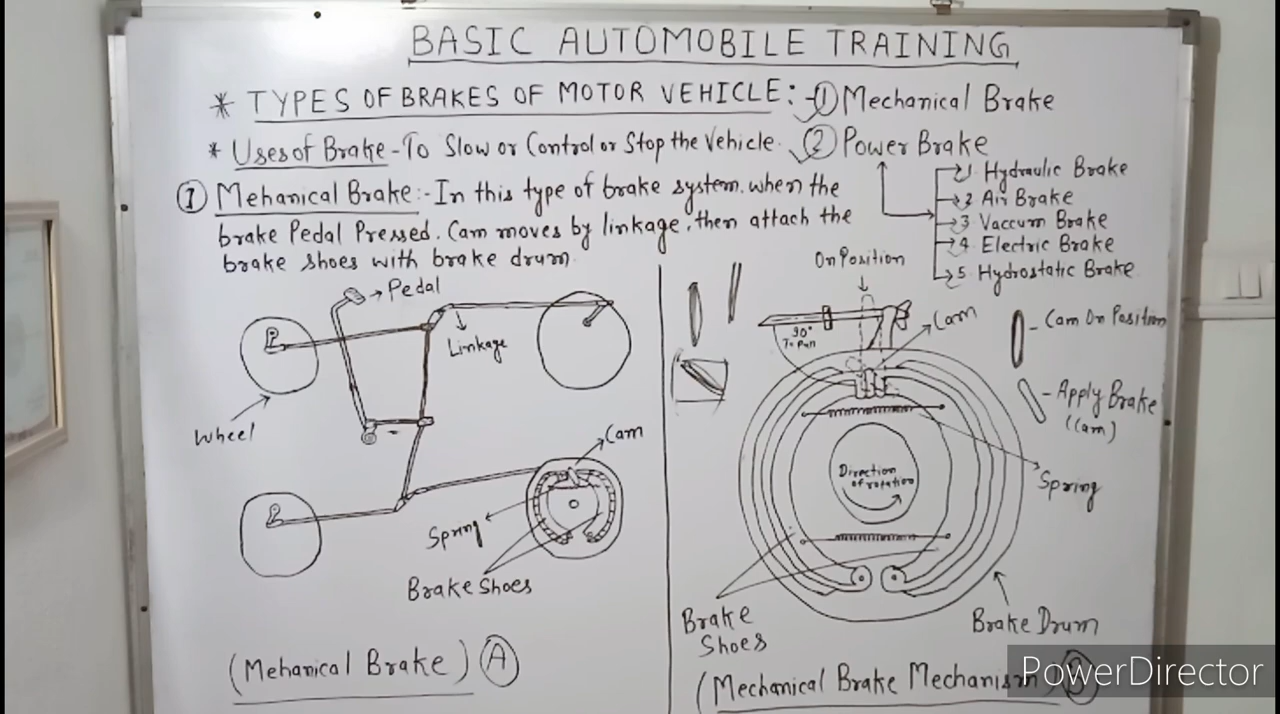 BASIC AUTOMOBILE TRAINING
* TYPES OF BRAKES OF MOTOR VEHICLE:- ① Mechanical Brake
* Uses of Brake - To Slow or Control or Stop the Vehicle. ② Power Brake
1 Hydraulic Brake
2 Air Brake
3 Vaccum Brake
4 Electric Brake
5 Hydrostatic Brake
① Mehanical Brake:- In this type of brake system. when the
brake Pedal Pressed. Cam moves by linkage, then attach the
brake shoes with brake drum.
Pedal
Linkage
Wheel
Cam
Spring
Brake Shoes
(Mehanical Brake) Ⓐ
On Position
90°
To Pull
Cam
Cam On Position
Apply Brake
(Cam)
Direction
of rotation
Spring
Brake
Shoes
Brake Drum
(Mechanical Brake Mechanism) Ⓑ
PowerDirector